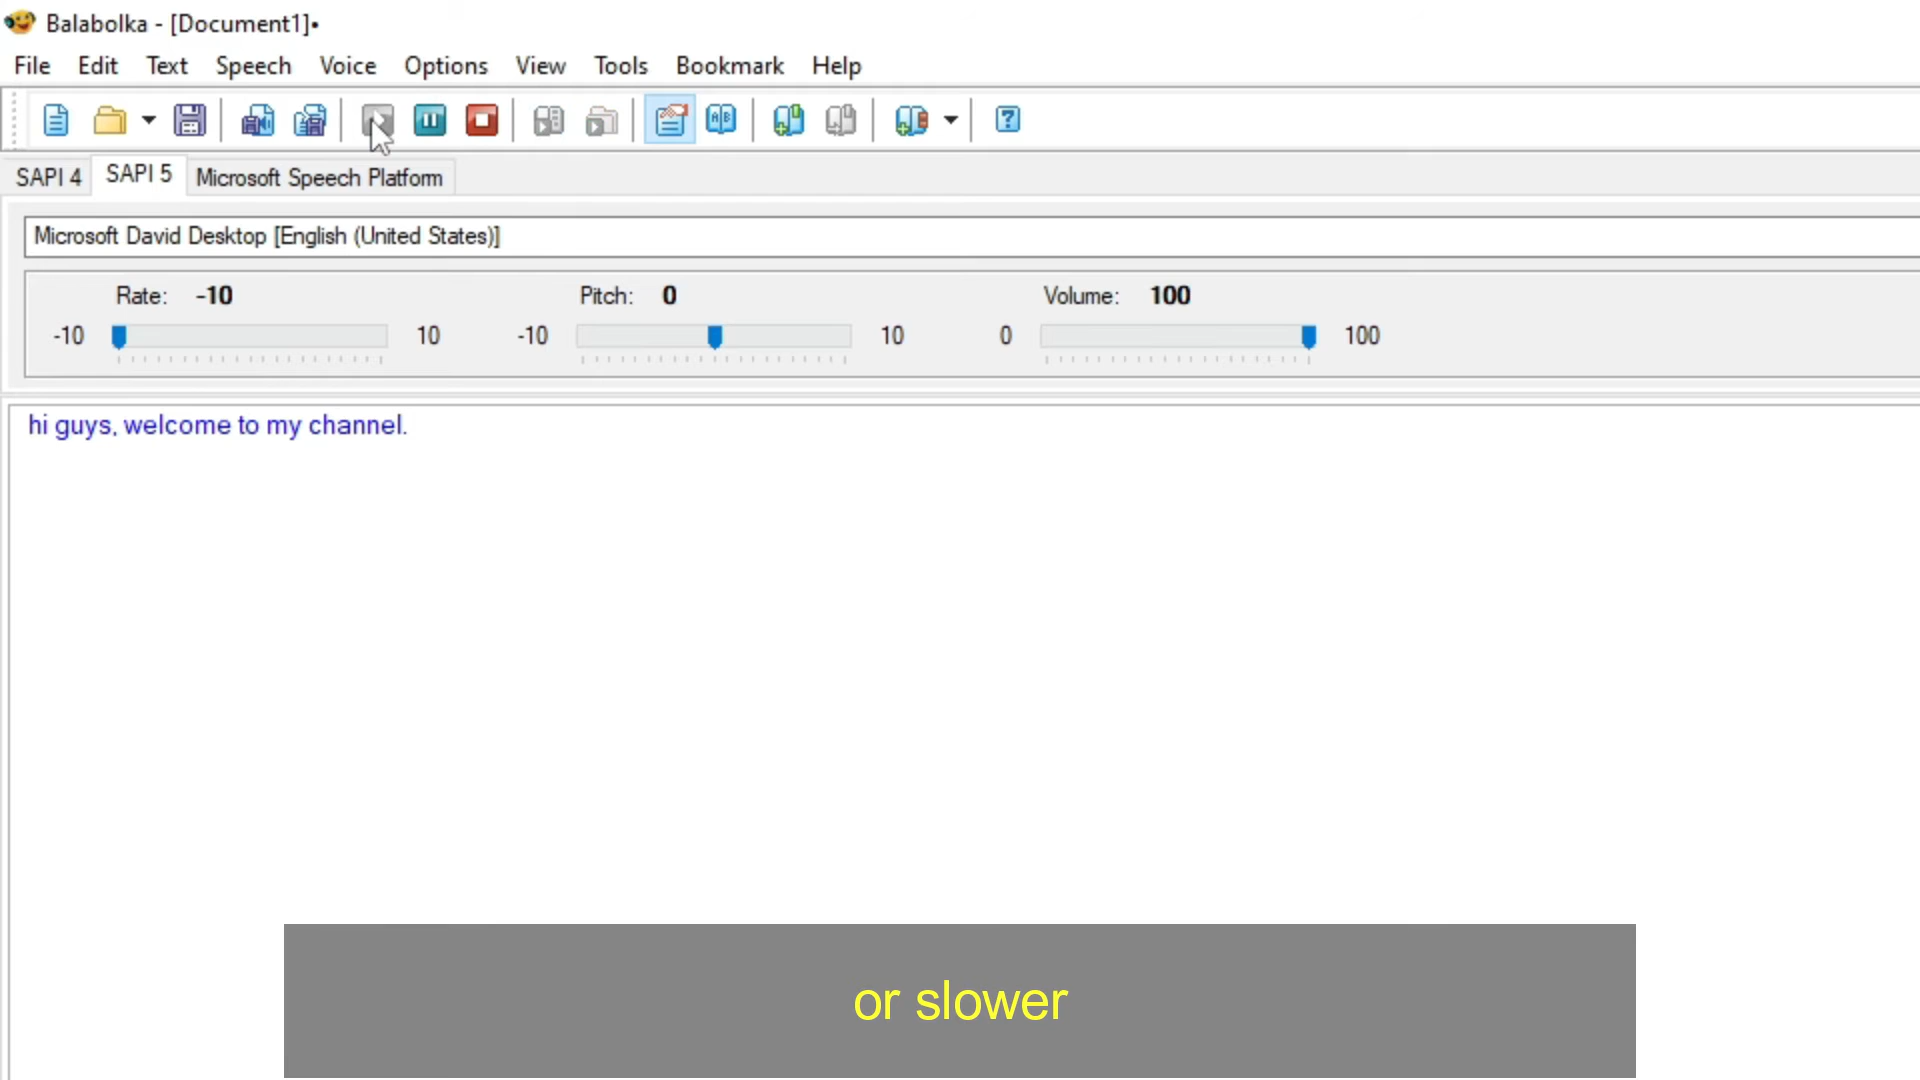 Balabolka - [Document1]•
File Edit Text Speech Voice Options View Tools Bookmark Help
SAPI 4 SAPI 5 Microsoft Speech Platform
Microsoft David Desktop [English (United States)]
Rate: -10 Pitch: 0 Volume: 100
-10 10 -10 10 0 100
hi guys, welcome to my channel.
or slower